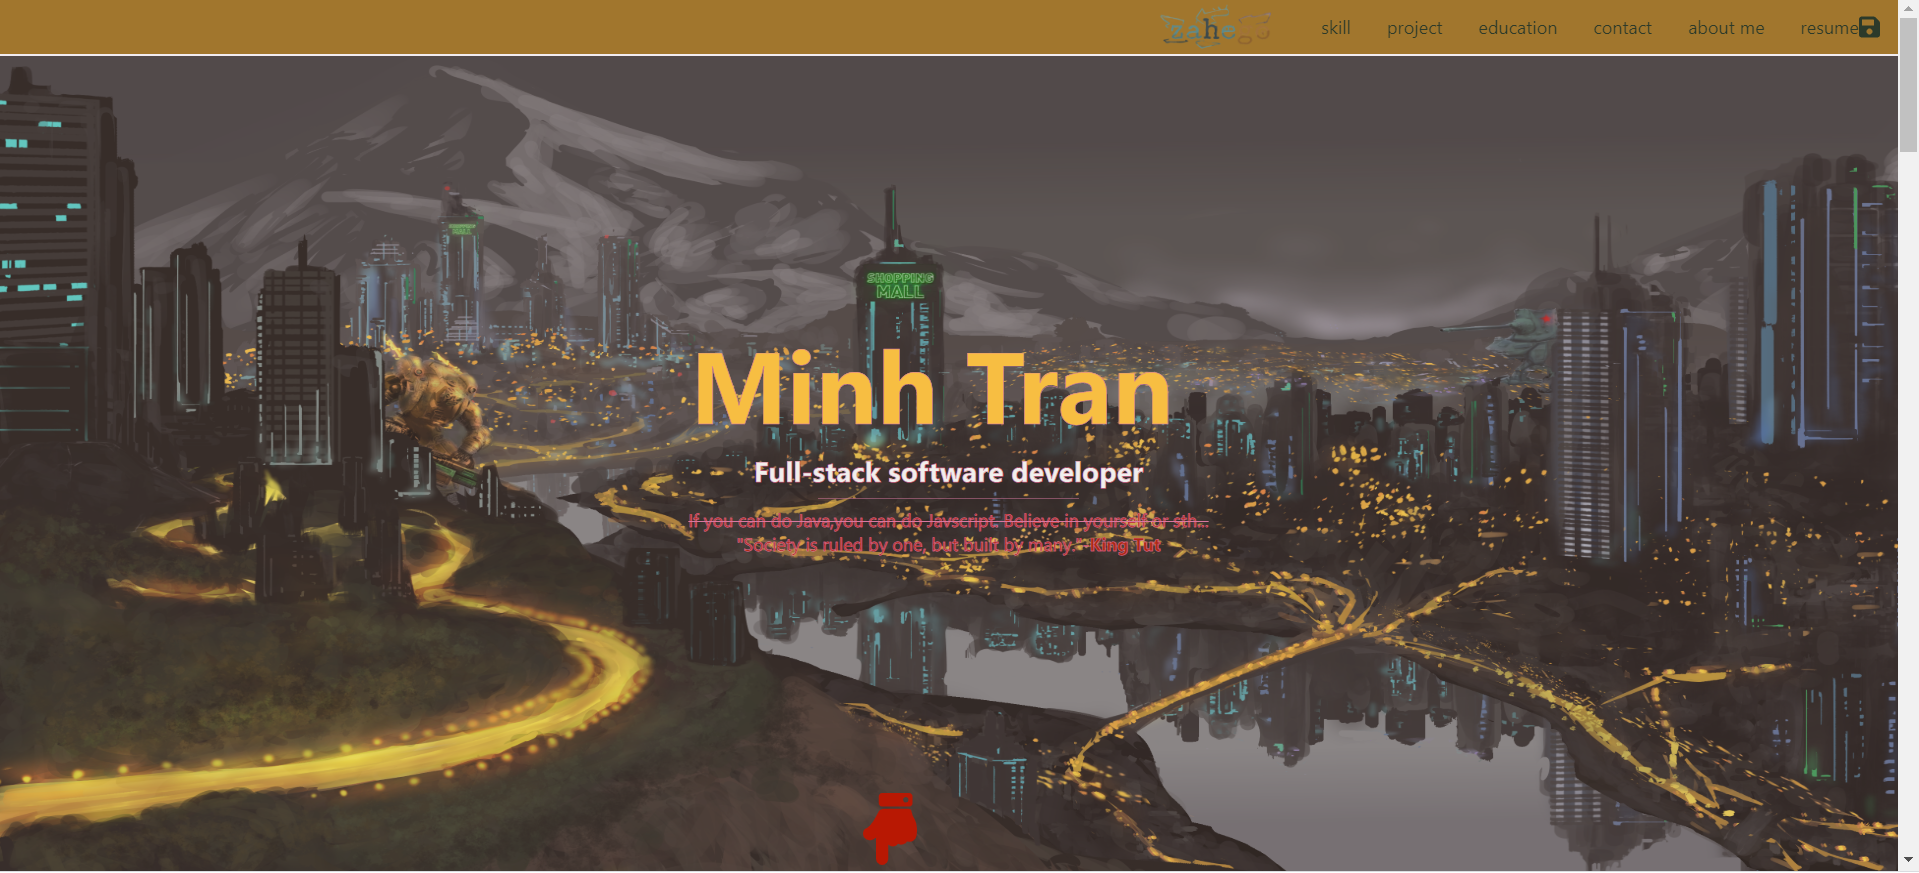 skill project education contact about me resume
SHOPPING
MALL
Minh Tran
Full-stack software developer
If you can do Java,you can do Javscript. Believe in yourself or sth...
"Society is ruled by one, but built by many." King Tut